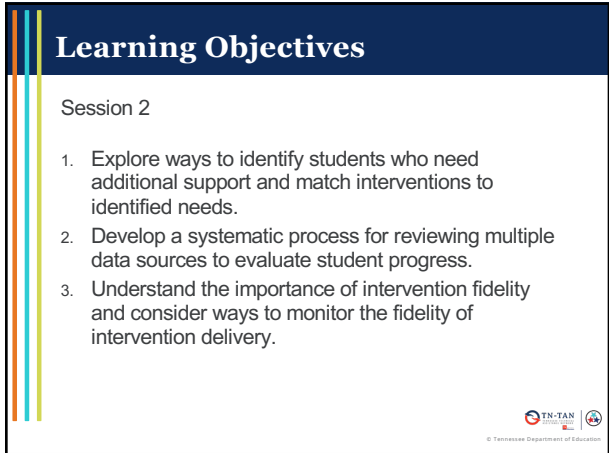 Learning Objectives
Session 2
1. Explore ways to identify students who need
additional support and match interventions to
identified needs.
2. Develop a systematic process for reviewing multiple
data sources to evaluate student progress.
3. Understand the importance of intervention fidelity
and consider ways to monitor the fidelity of
intervention delivery.
TN-TAN
© Tennessee Department of Education